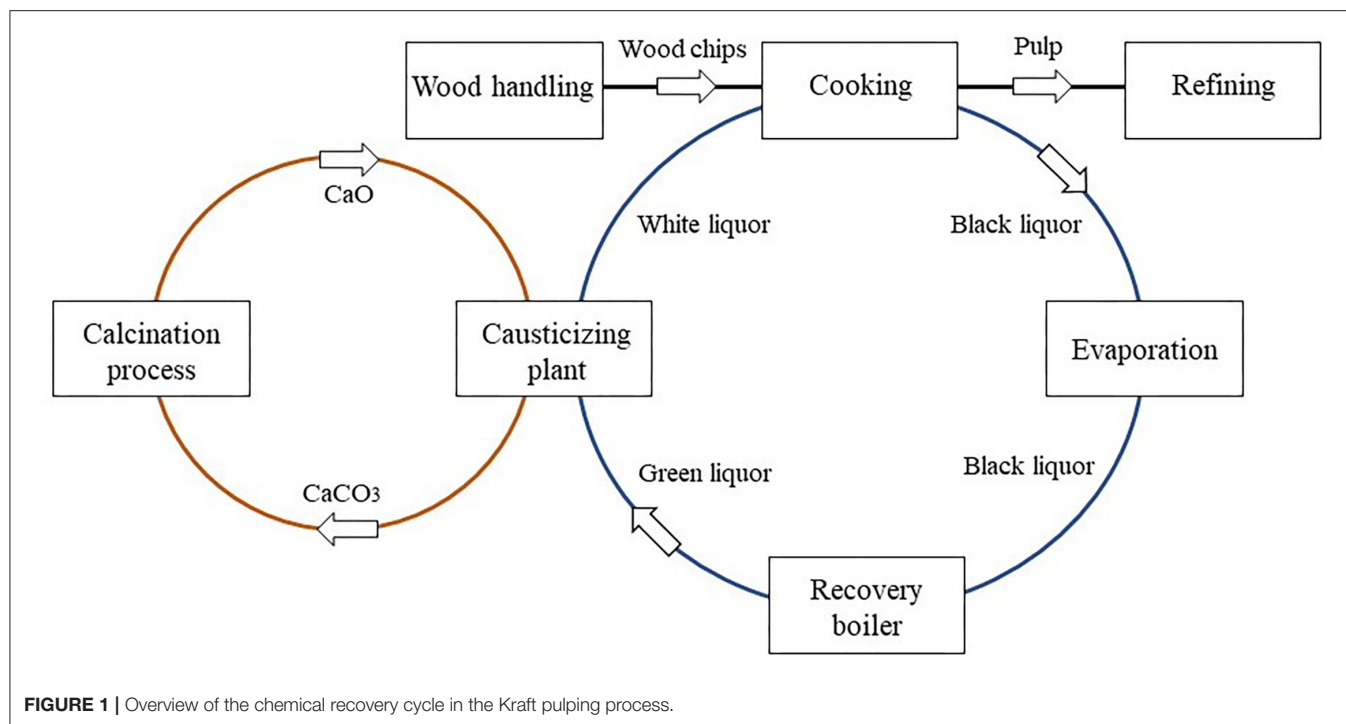 Wood handling
Wood chips
Cooking
Pulp
Refining
CaO
White liquor
Black liquor
Calcination
process
Causticizing
plant
Evaporation
Green liquor
Black liquor
CaCO3
Recovery
boiler
FIGURE 1 | Overview of the chemical recovery cycle in the Kraft pulping process.